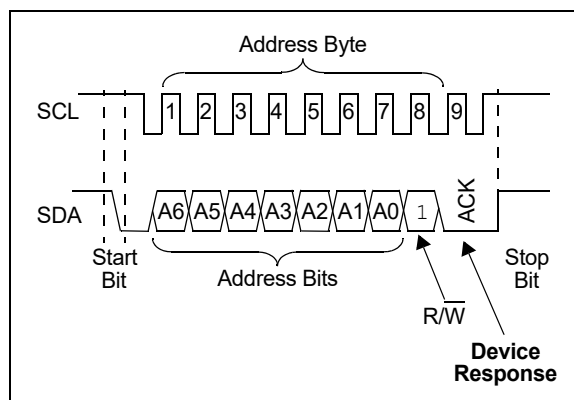 Address Byte
SCL 1 2 3 4 5 6 7 8 9
SDA A6 A5 A4 A3 A2 A1 A0 1 ACK
Start
Bit
Address Bits
Stop
Bit
R/W̅
Device
Response